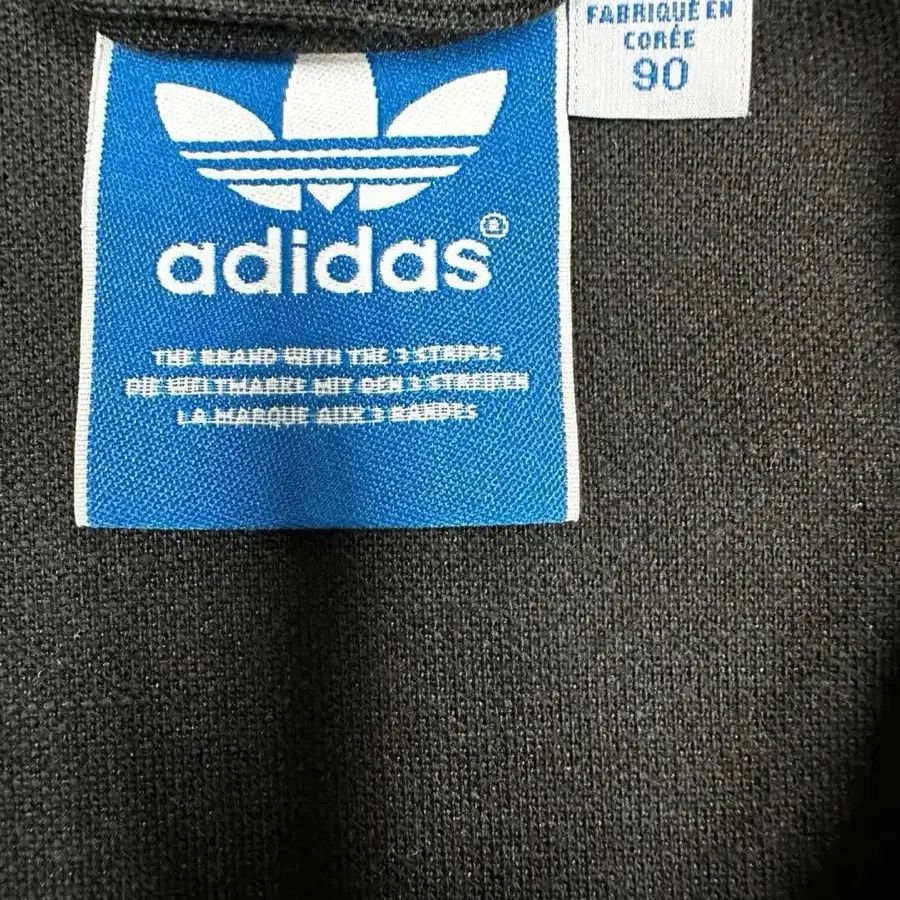 FABRIQUÉ EN
CORÉE
90
adidas®
THE BRAND WITH THE 3 STRIPES
DIE WELTMARKE MIT DEN 3 STREIFEN
LA MARQUE AUX 3 BANDES